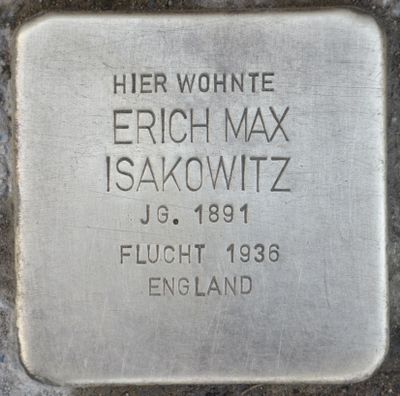 HIER WOHNTE
ERICH MAX
ISAKOWITZ
JG. 1891
FLUCHT 1936
ENGLAND